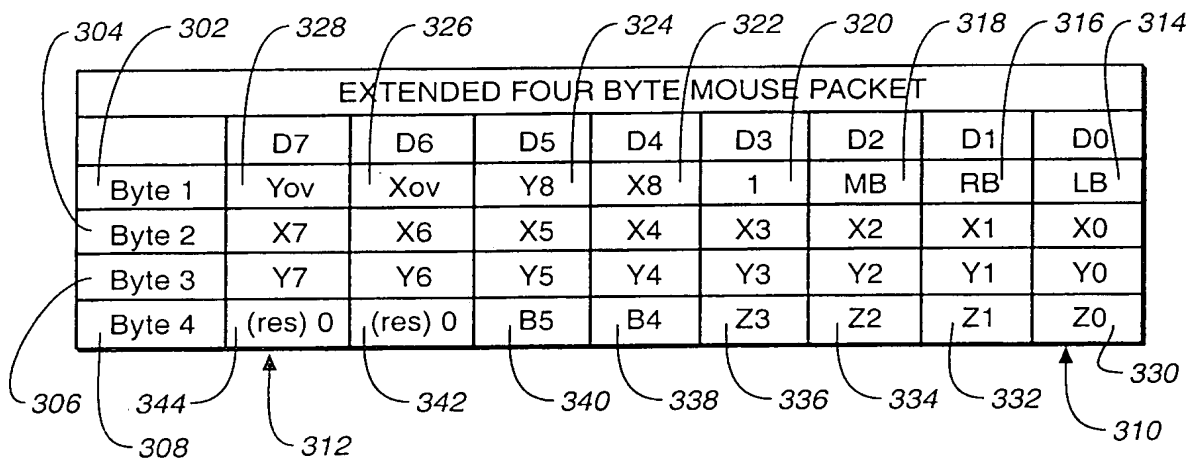 304 302 328 326 324 322 320 318 316 314
EXTENDED FOUR BYTE MOUSE PACKET
D7 D6 D5 D4 D3 D2 D1 D0
Byte 1 Yov Xov Y8 X8 1 MB RB LB
Byte 2 X7 X6 X5 X4 X3 X2 X1 X0
Byte 3 Y7 Y6 Y5 Y4 Y3 Y2 Y1 Y0
Byte 4 (res) 0 (res) 0 B5 B4 Z3 Z2 Z1 Z0
306 344 342 340 338 336 334 332 330
308 312 310